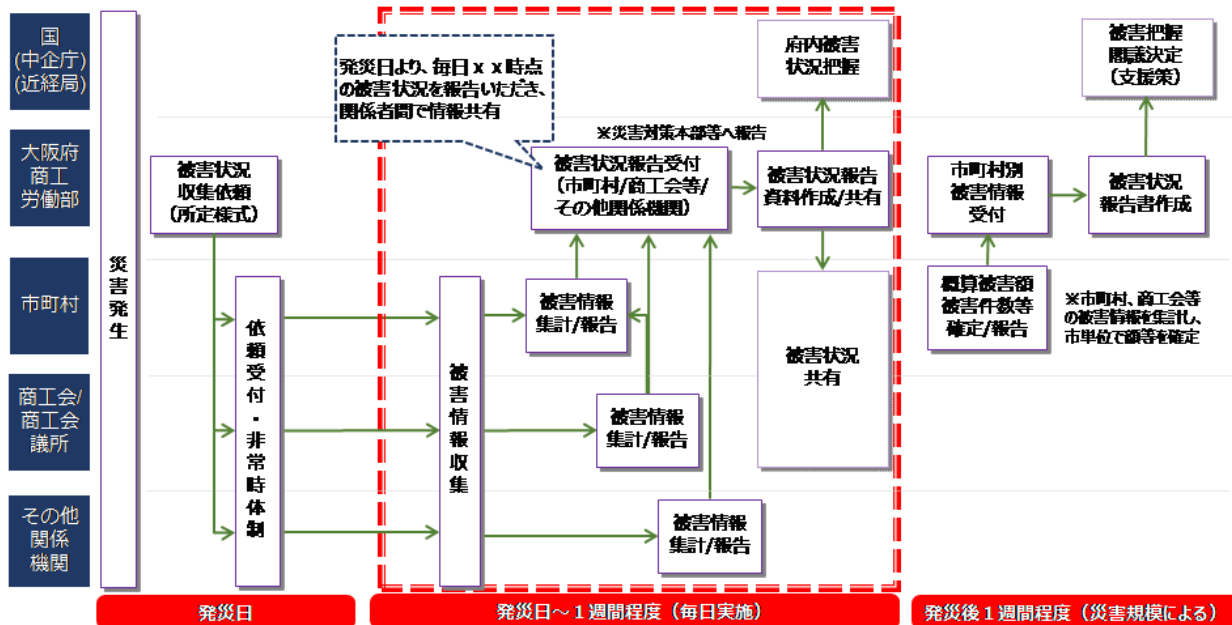 国
(中企庁)
(近経局)
大阪府
商工
労働部
市町村
商工会/
商工会
議所
その他
関係
機関
災害発生
被害状況
収集依頼
(所定様式)
依頼受付・非常時体制
発災日より、毎日xx時点
の被害状況を報告いただき、
関係者間で情報共有
被害情報収集
※災害対策本部等へ報告
被害状況報告受付
(市町村/商工会等/
その他関係機関)
被害情報
集計/報告
被害情報
集計/報告
被害情報
集計/報告
府内被害
状況把握
被害状況報告
資料作成/共有
被害状況
共有
市町村別
被害情報
受付
概算被害額
被害件数等
確定/報告
※市町村、商工会等
の被害情報を集計し、
市単位で額等を確定
被害把握
閣議決定
(支援策)
被害状況
報告書作成
発災日
発災日~1週間程度(毎日実施)
発災後1週間程度(災害規模による)